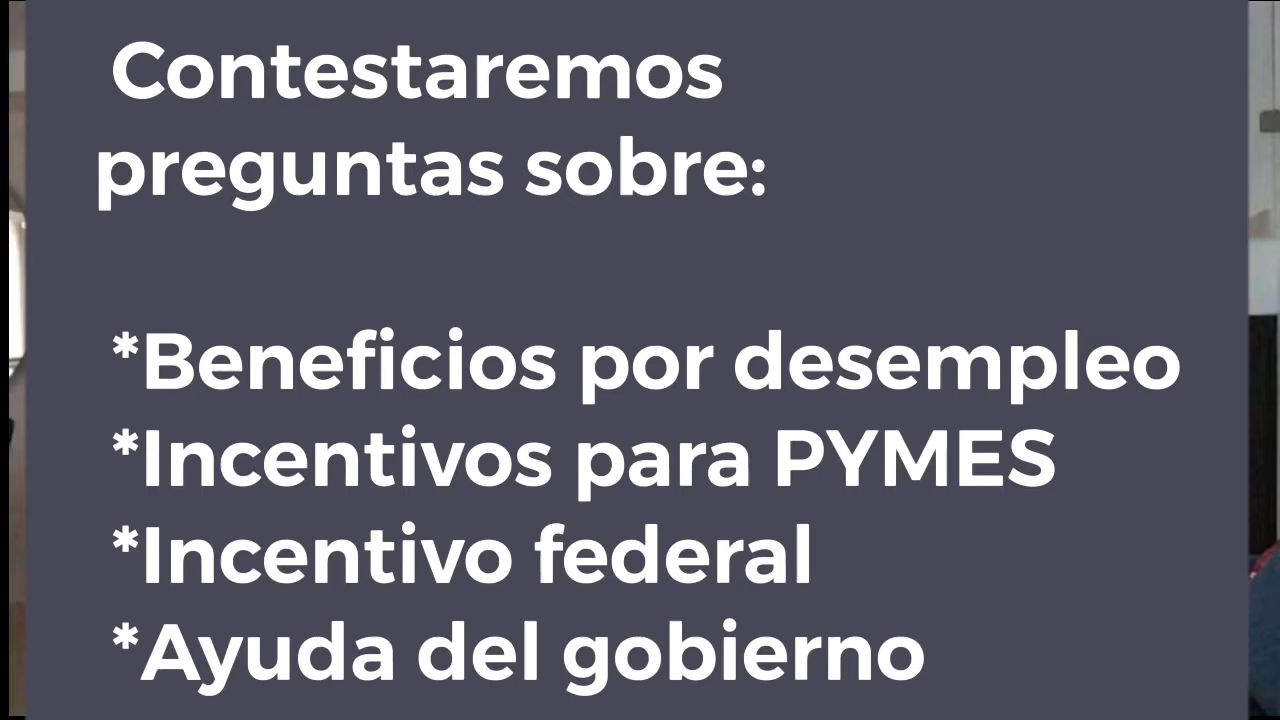 Contestaremos
preguntas sobre:
*Beneficios por desempleo
*Incentivos para PYMES
*Incentivo federal
*Ayuda del gobierno